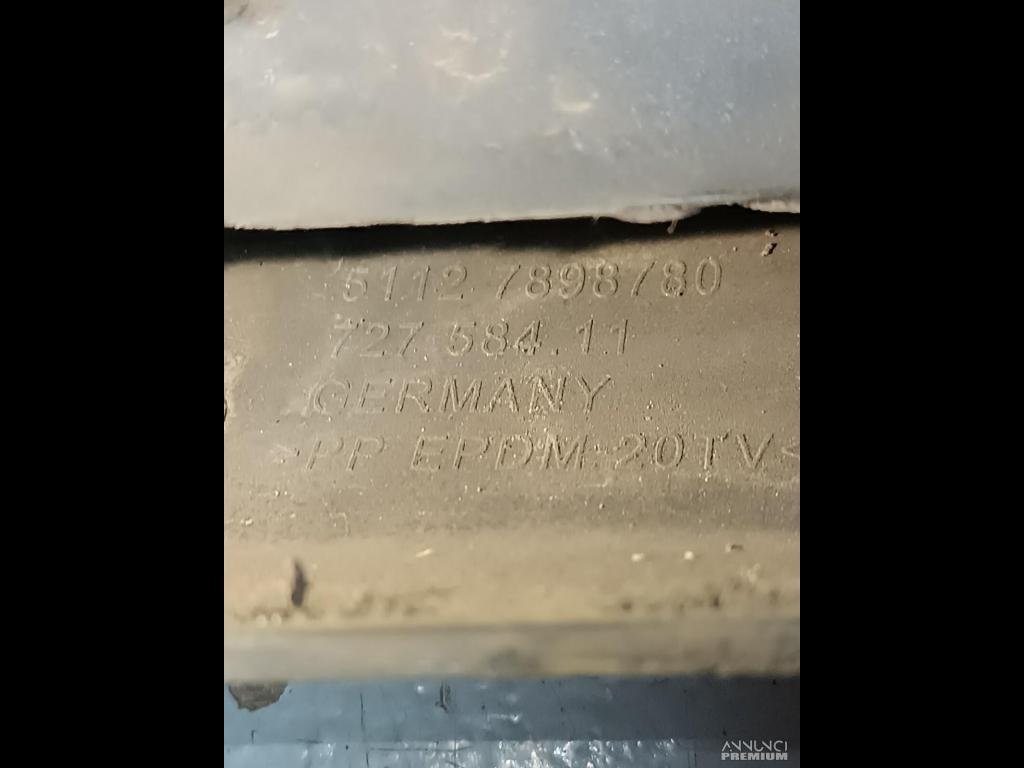 5112 7898780
727.584.11
GERMANY
>PP EPDM-20TV<
ANNUNCI
PREMIUM